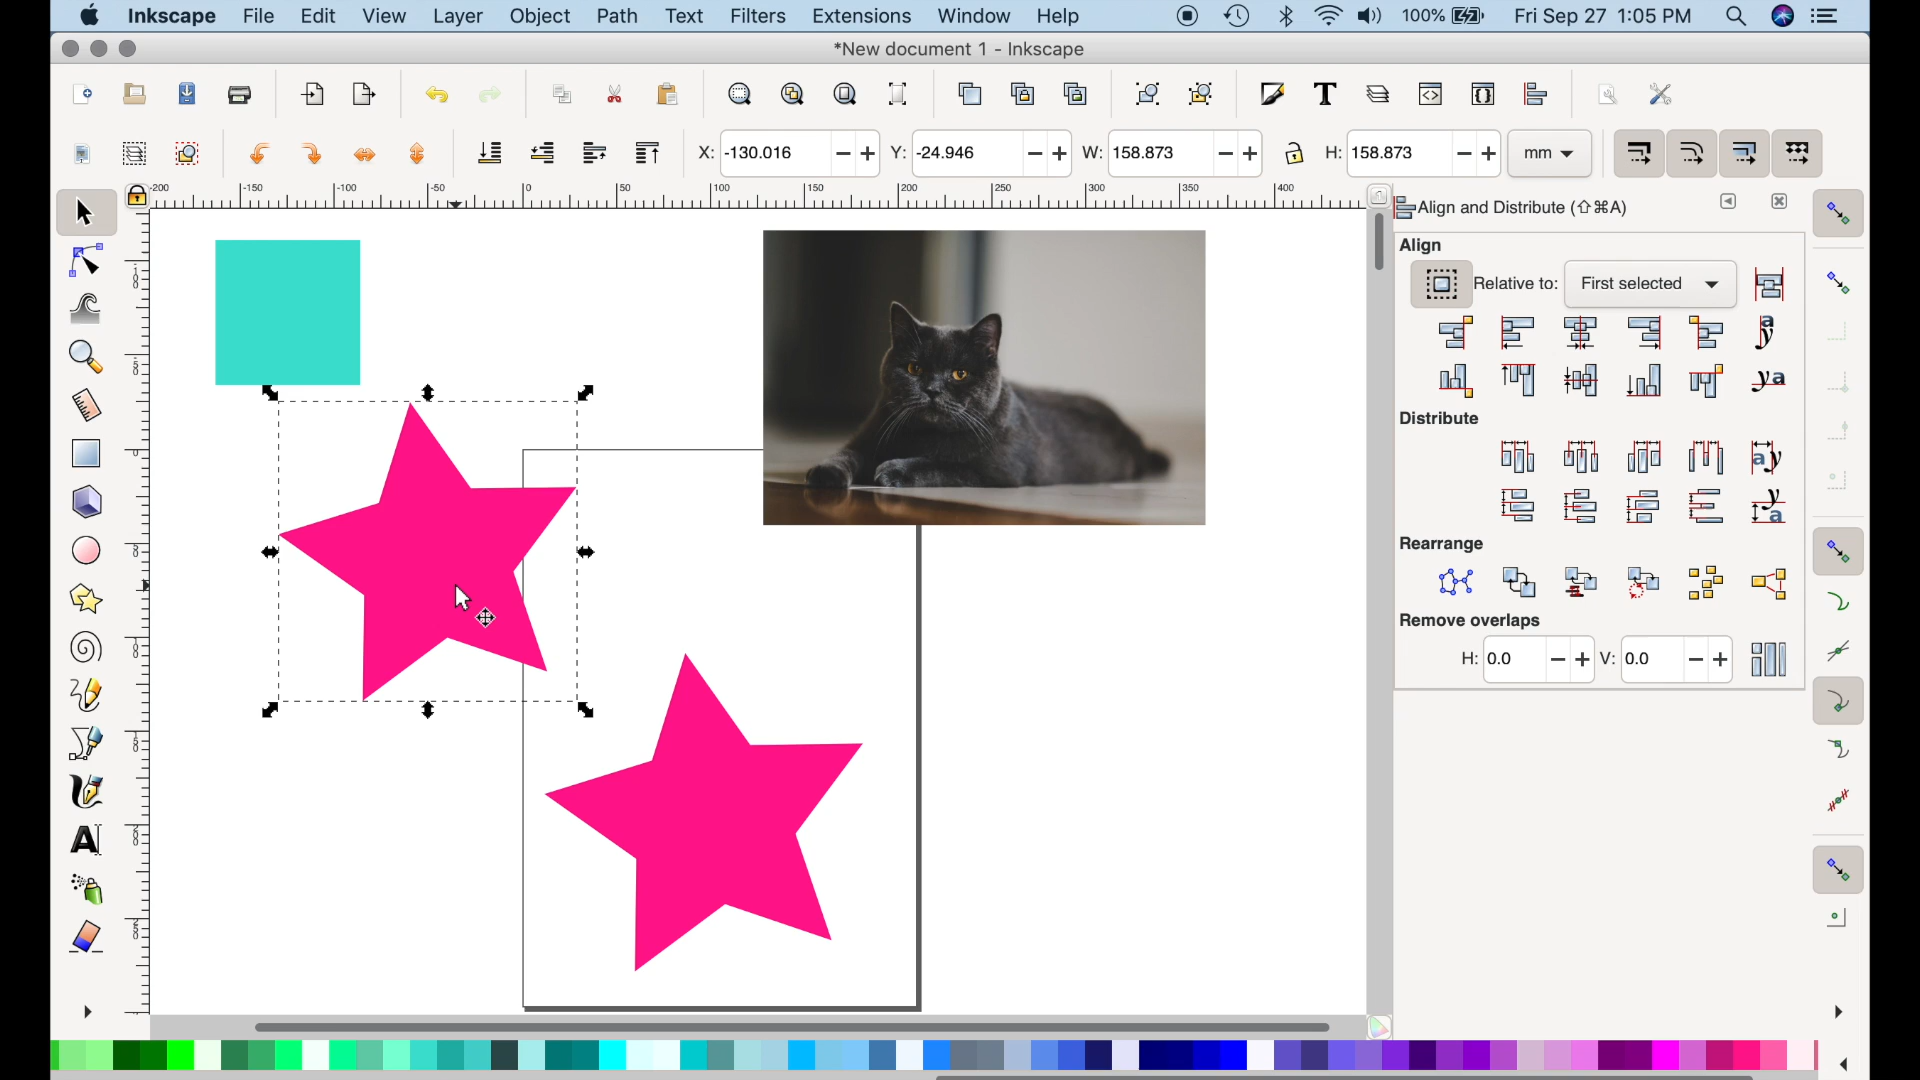 Inkscape File Edit View Layer Object Path Text Filters Extensions Window Help 100% Fri Sep 27 1:05 PM
*New document 1 - Inkscape
X: -130.016 Y: -24.946 W: 158.873 H: 158.873 mm
-200 -150 -100 -50 0 50 100 150 200 250 300 350 400
Align and Distribute (⇧⌘A)
Align
Relative to: First selected
Distribute
Rearrange
Remove overlaps
H: 0.0 V: 0.0